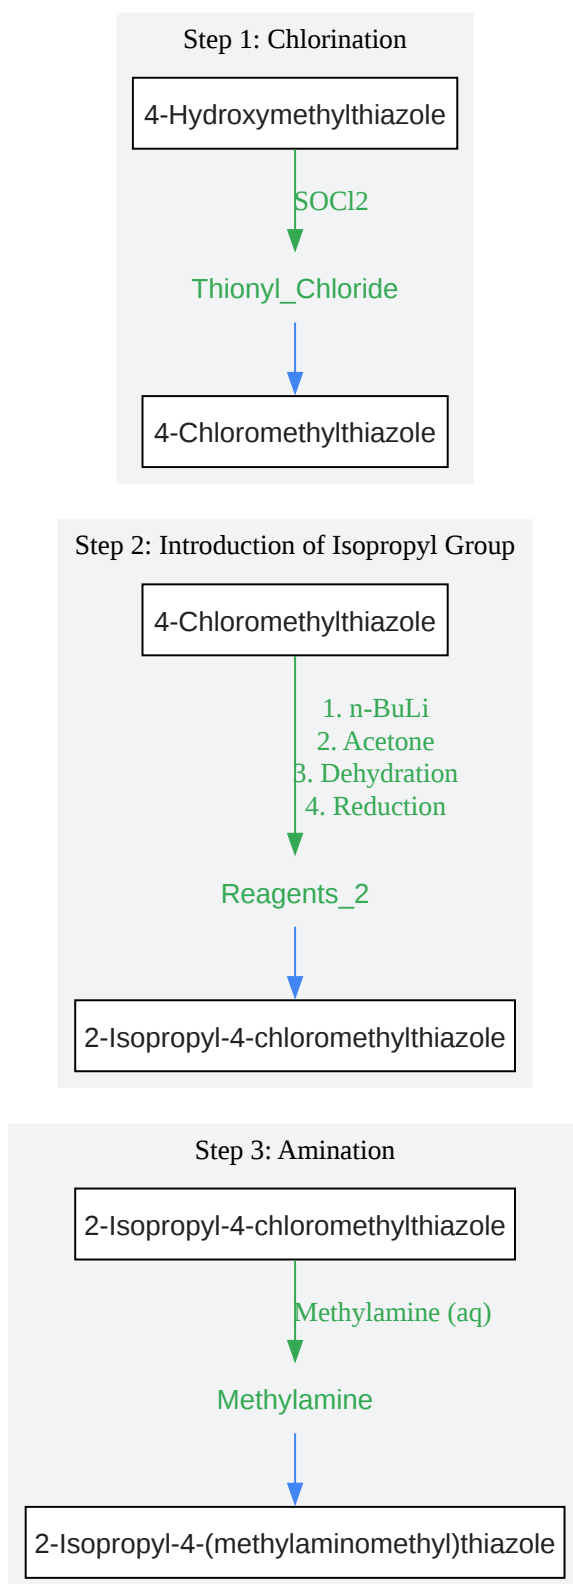 Step 1: Chlorination
4-Hydroxymethylthiazole
SOCl2
Thionyl_Chloride
4-Chloromethylthiazole
Step 2: Introduction of Isopropyl Group
4-Chloromethylthiazole
1. n-BuLi
2. Acetone
3. Dehydration
4. Reduction
Reagents_2
2-Isopropyl-4-chloromethylthiazole
Step 3: Amination
2-Isopropyl-4-chloromethylthiazole
Methylamine (aq)
Methylamine
2-Isopropyl-4-(methylaminomethyl)thiazole